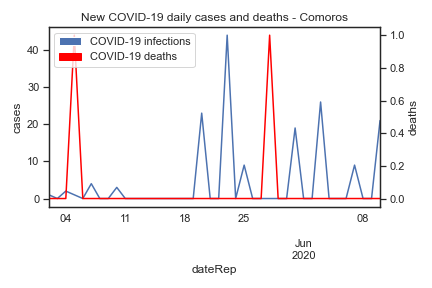 New COVID-19 daily cases and deaths - Comoros
COVID-19 infections
COVID-19 deaths
40
30
20
10
0
cases
1.0
0.8
0.6
0.4
0.2
0.0
deaths
04
11
18
25
08
Jun
2020
dateRep